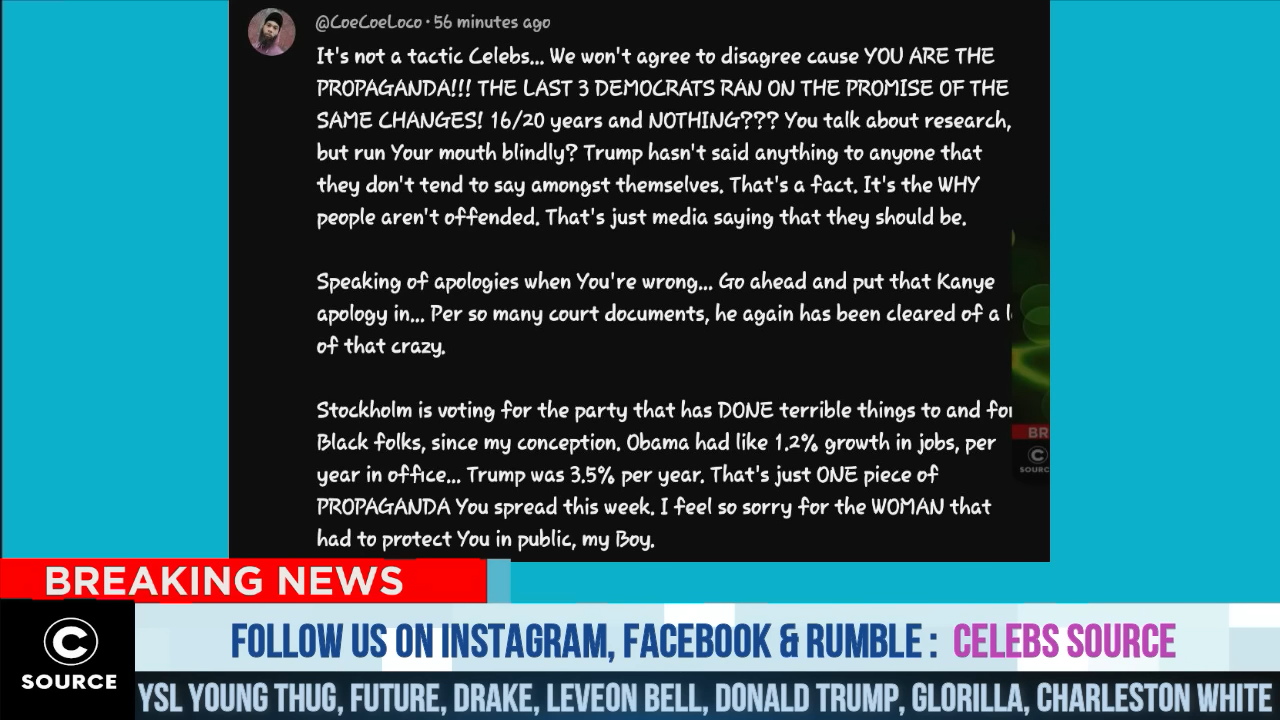 @CoeCoeLoco · 56 minutes ago
It's not a tactic Celebs... We won't agree to disagree cause YOU ARE THE
PROPAGANDA!!! THE LAST 3 DEMOCRATS RAN ON THE PROMISE OF THE
SAME CHANGES! 16/20 years and NOTHING??? You talk about research,
but run Your mouth blindly? Trump hasn't said anything to anyone that
they don't tend to say amongst themselves. That's a fact. It's the WHY
people aren't offended. That's just media saying that they should be.
Speaking of apologies when You're wrong... Go ahead and put that Kanye
apology in... Per so many court documents, he again has been cleared of a l
of that crazy.
Stockholm is voting for the party that has DONE terrible things to and for
Black folks, since my conception. Obama had like 1.2% growth in jobs, per
year in office... Trump was 3.5% per year. That's just ONE piece of
PROPAGANDA You spread this week. I feel so sorry for the WOMAN that
had to protect You in public, my Boy.
BR
C
SOURC
BREAKING NEWS
C
SOURCE
FOLLOW US ON INSTAGRAM, FACEBOOK & RUMBLE : CELEBS SOURCE
YSL YOUNG THUG, FUTURE, DRAKE, LEVEON BELL, DONALD TRUMP, GLORILLA, CHARLESTON WHITE